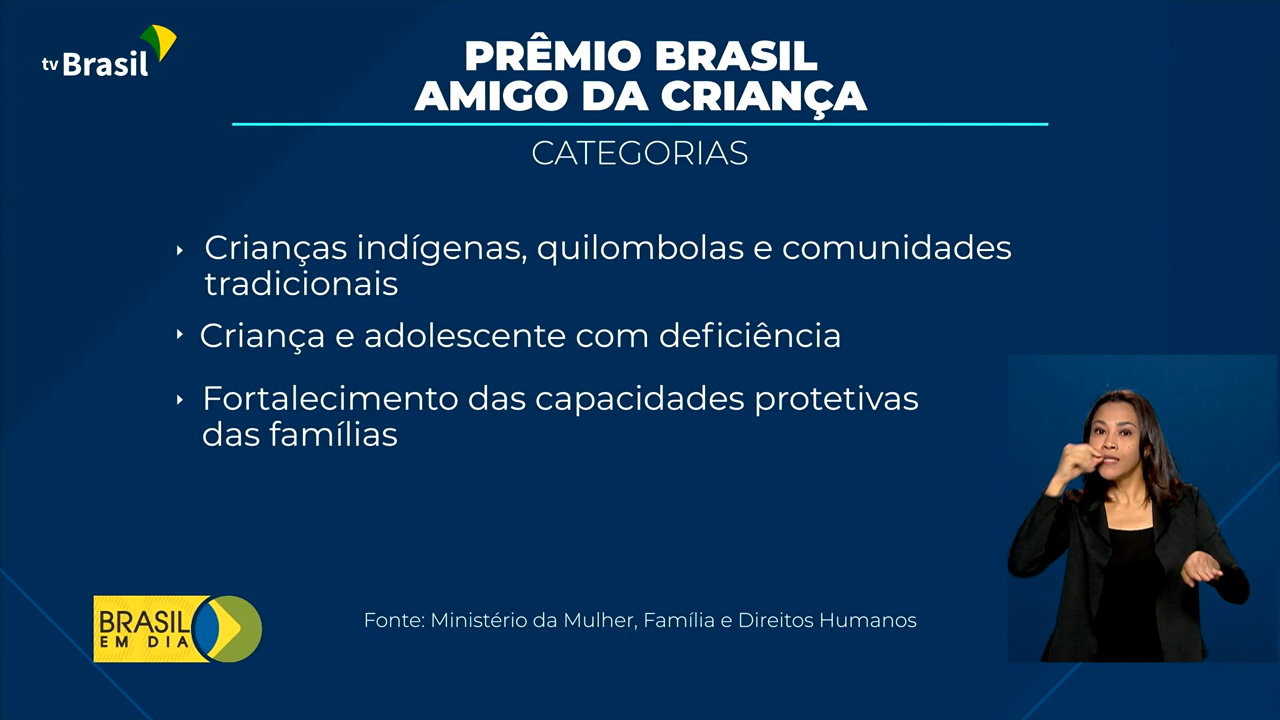 tv Brasil
PRÊMIO BRASIL
AMIGO DA CRIANÇA
CATEGORIAS
Crianças indígenas, quilombolas e comunidades
tradicionais
Criança e adolescente com deficiência
Fortalecimento das capacidades protetivas
das famílias
BRASIL
EM DIA
Fonte: Ministério da Mulher, Família e Direitos Humanos